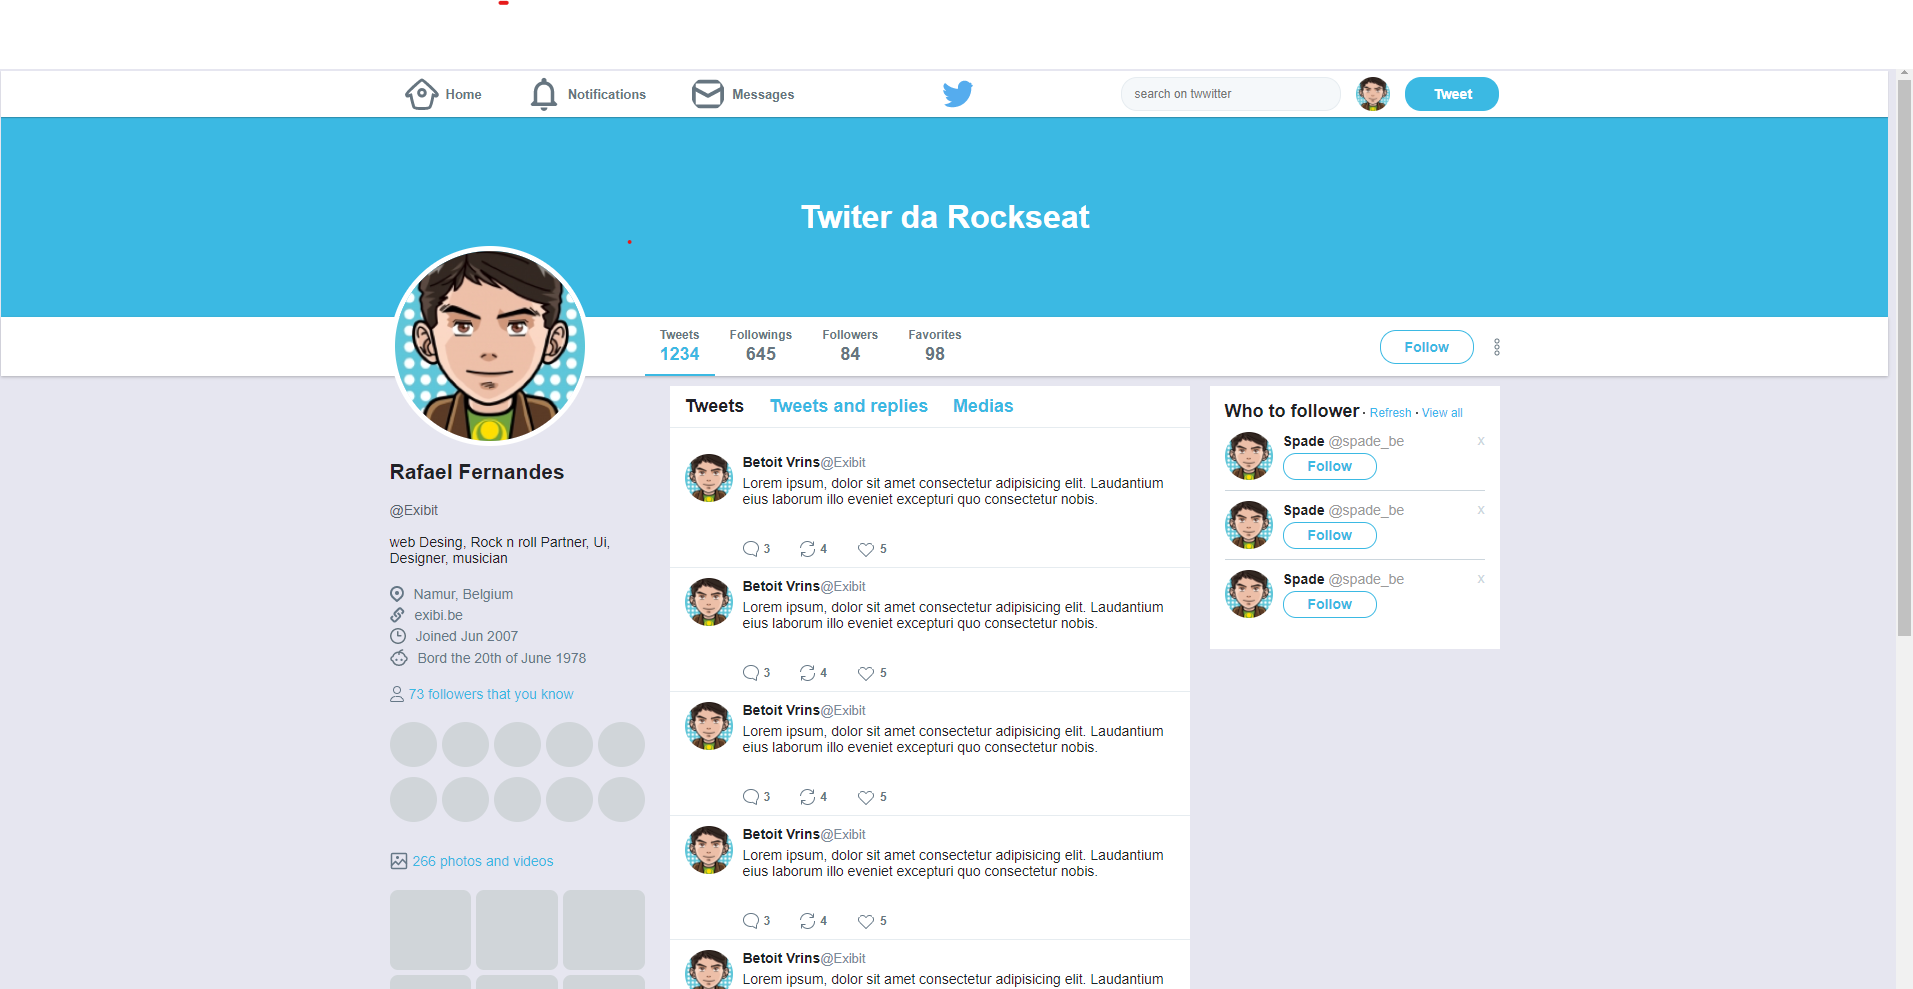 Home Notifications Messages search on twwitter Tweet
Twiter da Rockseat
Tweets Followings Followers Favorites
1234 645 84 98
Follow
Rafael Fernandes
@Exibit
web Desing, Rock n roll Partner, Ui,
Designer, musician
Namur, Belgium
exibi.be
Joined Jun 2007
Bord the 20th of June 1978
73 followers that you know
266 photos and videos
Tweets Tweets and replies Medias
Betoit Vrins@Exibit
Lorem ipsum, dolor sit amet consectetur adipisicing elit. Laudantium
eius laborum illo eveniet excepturi quo consectetur nobis.
3 4 5
Betoit Vrins@Exibit
Lorem ipsum, dolor sit amet consectetur adipisicing elit. Laudantium
eius laborum illo eveniet excepturi quo consectetur nobis.
3 4 5
Betoit Vrins@Exibit
Lorem ipsum, dolor sit amet consectetur adipisicing elit. Laudantium
eius laborum illo eveniet excepturi quo consectetur nobis.
3 4 5
Betoit Vrins@Exibit
Lorem ipsum, dolor sit amet consectetur adipisicing elit. Laudantium
eius laborum illo eveniet excepturi quo consectetur nobis.
3 4 5
Betoit Vrins@Exibit
Lorem ipsum, dolor sit amet consectetur adipisicing elit. Laudantium
Who to follower · Refresh · View all
Spade @spade_be x
Follow
Spade @spade_be x
Follow
Spade @spade_be x
Follow